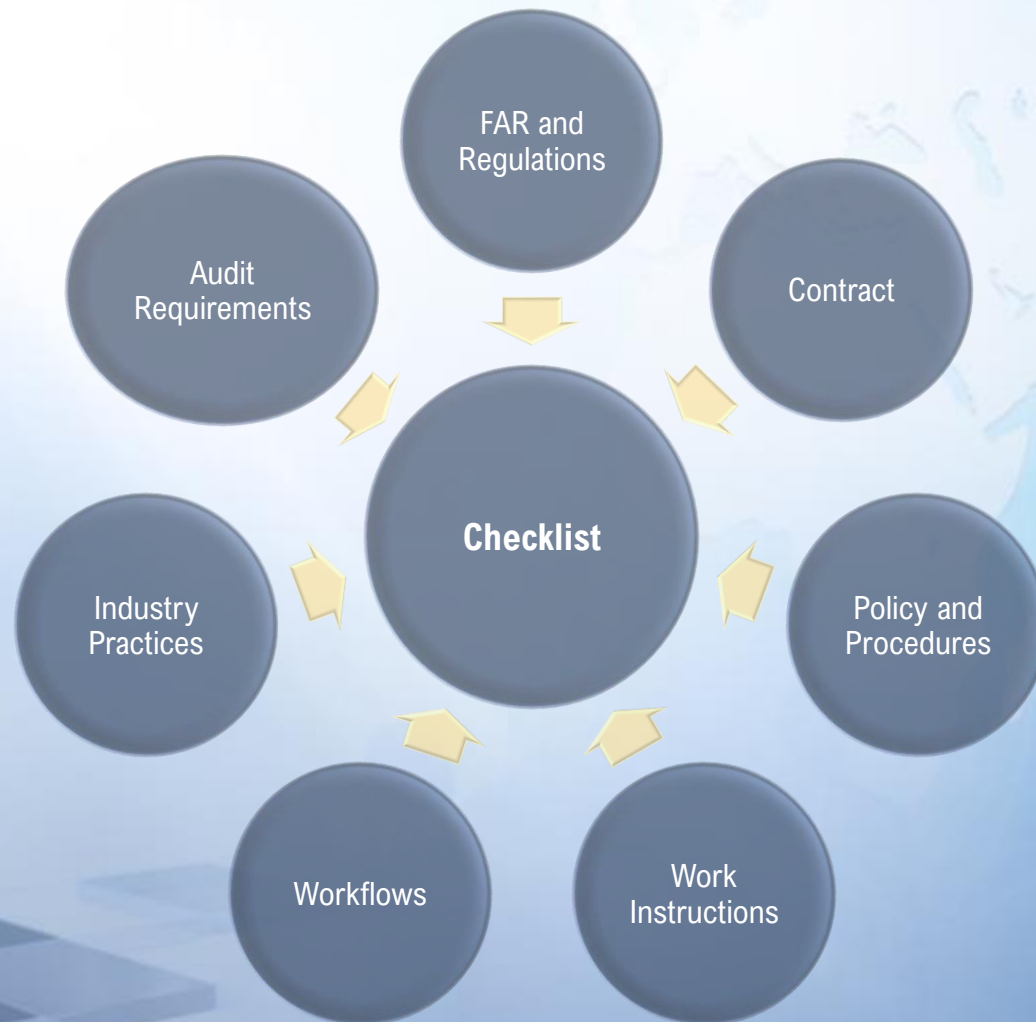 FAR and
Regulations
Audit
Requirements
Contract
Checklist
Industry
Practices
Policy and
Procedures
Workflows
Work
Instructions